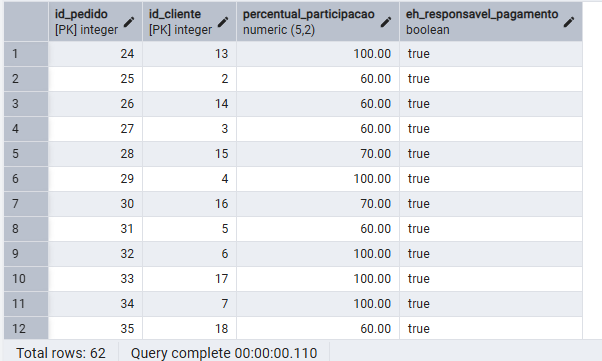 id_pedido id_cliente percentual_participacao eh_responsavel_pagamento
[PK] integer [PK] integer numeric (5,2) boolean
1 24 13 100.00 true
2 25 2 60.00 true
3 26 14 60.00 true
4 27 3 60.00 true
5 28 15 70.00 true
6 29 4 100.00 true
7 30 16 70.00 true
8 31 5 60.00 true
9 32 6 100.00 true
10 33 17 100.00 true
11 34 7 100.00 true
12 35 18 60.00 true
Total rows: 62 Query complete 00:00:00.110